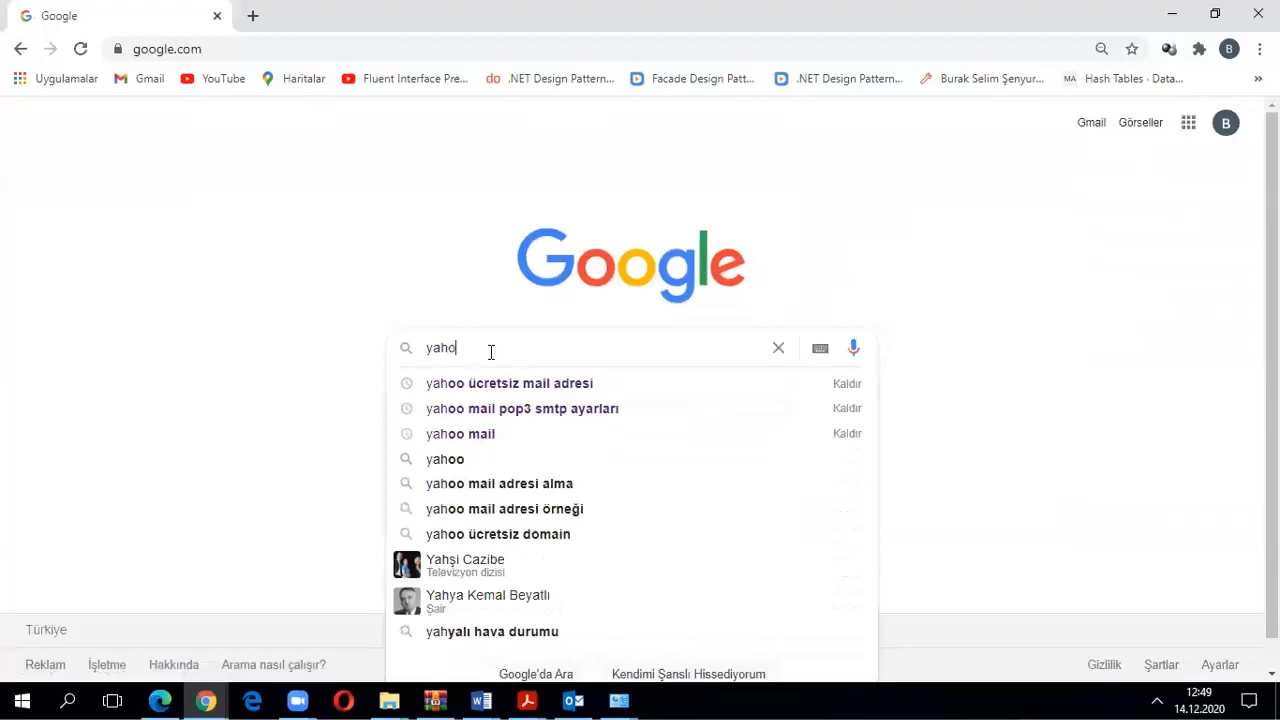 Google
google.com
Uygulamalar Gmail YouTube Haritalar Fluent Interface Pre... do .NET Design Pattern... Facade Design Patt... .NET Design Pattern... Burak Selim Şenyur... MA Hash Tables - Data... »
B
Gmail Görseller B
Google
yaho
yahoo ücretsiz mail adresi Kaldır
yahoo mail pop3 smtp ayarları Kaldır
yahoo mail Kaldır
yahoo
yahoo mail adresi alma
yahoo mail adresi örneği
yahoo ücretsiz domain
Yahşi Cazibe
Televizyon dizisi
Yahya Kemal Beyatlı
Şair
yahyalı hava durumu
Google'da Ara Kendimi Şanslı Hissediyorum
Türkiye
Reklam İşletme Hakkında Arama nasıl çalışır? Gizlilik Şartlar Ayarlar
12:49
14.12.2020